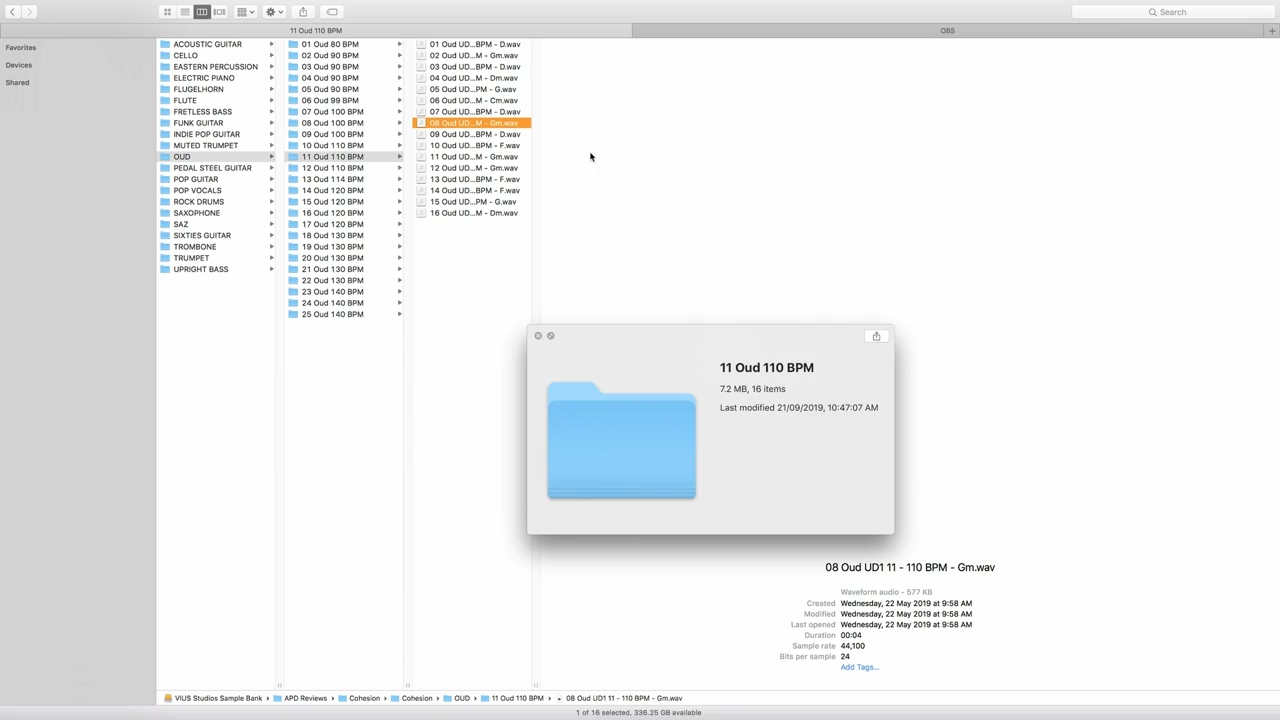 Search
11 Oud 110 BPM
OBS
Favorites
Devices
Shared
ACOUSTIC GUITAR
CELLO
EASTERN PERCUSSION
ELECTRIC PIANO
FLUGELHORN
FLUTE
FRETLESS BASS
FUNK GUITAR
INDIE POP GUITAR
MUTED TRUMPET
OUD
PEDAL STEEL GUITAR
POP GUITAR
POP VOCALS
ROCK DRUMS
SAXOPHONE
SAZ
SIXTIES GUITAR
TROMBONE
TRUMPET
UPRIGHT BASS
01 Oud 80 BPM
02 Oud 90 BPM
03 Oud 90 BPM
04 Oud 90 BPM
05 Oud 90 BPM
06 Oud 99 BPM
07 Oud 100 BPM
08 Oud 100 BPM
09 Oud 100 BPM
10 Oud 110 BPM
11 Oud 110 BPM
12 Oud 110 BPM
13 Oud 114 BPM
14 Oud 120 BPM
15 Oud 120 BPM
16 Oud 120 BPM
17 Oud 120 BPM
18 Oud 130 BPM
19 Oud 130 BPM
20 Oud 130 BPM
21 Oud 130 BPM
22 Oud 130 BPM
23 Oud 140 BPM
24 Oud 140 BPM
25 Oud 140 BPM
01 Oud UD...BPM - D.wav
02 Oud UD...M - Gm.wav
03 Oud UD...BPM - D.wav
04 Oud UD...M - Dm.wav
05 Oud UD...PM - G.wav
06 Oud UD...M - Cm.wav
07 Oud UD...BPM - D.wav
08 Oud UD...M - Gm.wav
09 Oud UD...BPM - D.wav
10 Oud UD...BPM - F.wav
11 Oud UD...M - Gm.wav
12 Oud UD...M - Gm.wav
13 Oud UD...BPM - F.wav
14 Oud UD...BPM - F.wav
15 Oud UD...PM - G.wav
16 Oud UD...M - Dm.wav
11 Oud 110 BPM
7.2 MB, 16 items
Last modified 21/09/2019, 10:47:07 AM
08 Oud UD1 11 - 110 BPM - Gm.wav
Waveform audio - 577 KB
Created Wednesday, 22 May 2019 at 9:58 AM
Modified Wednesday, 22 May 2019 at 9:58 AM
Last opened Wednesday, 22 May 2019 at 9:58 AM
Duration 00:04
Sample rate 44,100
Bits per sample 24
Add Tags...
VIUS Studios Sample Bank APD Reviews Cohesion Cohesion OUD 11 Oud 110 BPM 08 Oud UD1 11 - 110 BPM - Gm.wav
1 of 16 selected, 336.25 GB available